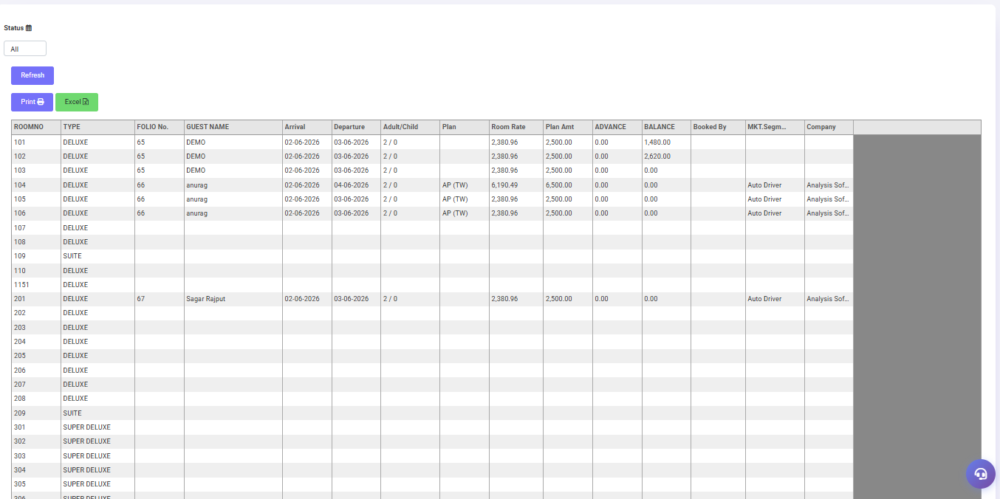 Status
All
Refresh
Print Excel
ROOMNO TYPE FOLIO No. GUEST NAME Arrival Departure Adult/Child Plan Room Rate Plan Amt ADVANCE BALANCE Booked By MKT.Segm... Company
101 DELUXE 65 DEMO 02-06-2026 03-06-2026 2 / 0 2,380.96 2,500.00 0.00 1,480.00
102 DELUXE 65 DEMO 02-06-2026 03-06-2026 2 / 0 2,380.96 2,500.00 0.00 2,620.00
103 DELUXE 65 DEMO 02-06-2026 03-06-2026 2 / 0 2,380.96 2,500.00 0.00 0.00
104 DELUXE 66 anurag 02-06-2026 04-06-2026 2 / 0 AP (TW) 6,190.49 6,500.00 0.00 0.00 Auto Driver Analysis Sof...
105 DELUXE 66 anurag 02-06-2026 03-06-2026 2 / 0 AP (TW) 2,380.96 2,500.00 0.00 0.00 Auto Driver Analysis Sof...
106 DELUXE 66 anurag 02-06-2026 03-06-2026 2 / 0 AP (TW) 2,380.96 2,500.00 0.00 0.00 Auto Driver Analysis Sof...
107 DELUXE
108 DELUXE
109 SUITE
110 DELUXE
1151 DELUXE
201 DELUXE 67 Sagar Rajput 02-06-2026 03-06-2026 2 / 0 2,380.96 2,500.00 0.00 0.00 Auto Driver Analysis Sof...
202 DELUXE
203 DELUXE
204 DELUXE
205 DELUXE
206 DELUXE
207 DELUXE
208 DELUXE
209 SUITE
301 SUPER DELUXE
302 SUPER DELUXE
303 SUPER DELUXE
304 SUPER DELUXE
305 SUPER DELUXE
306 SUPER DELUXE